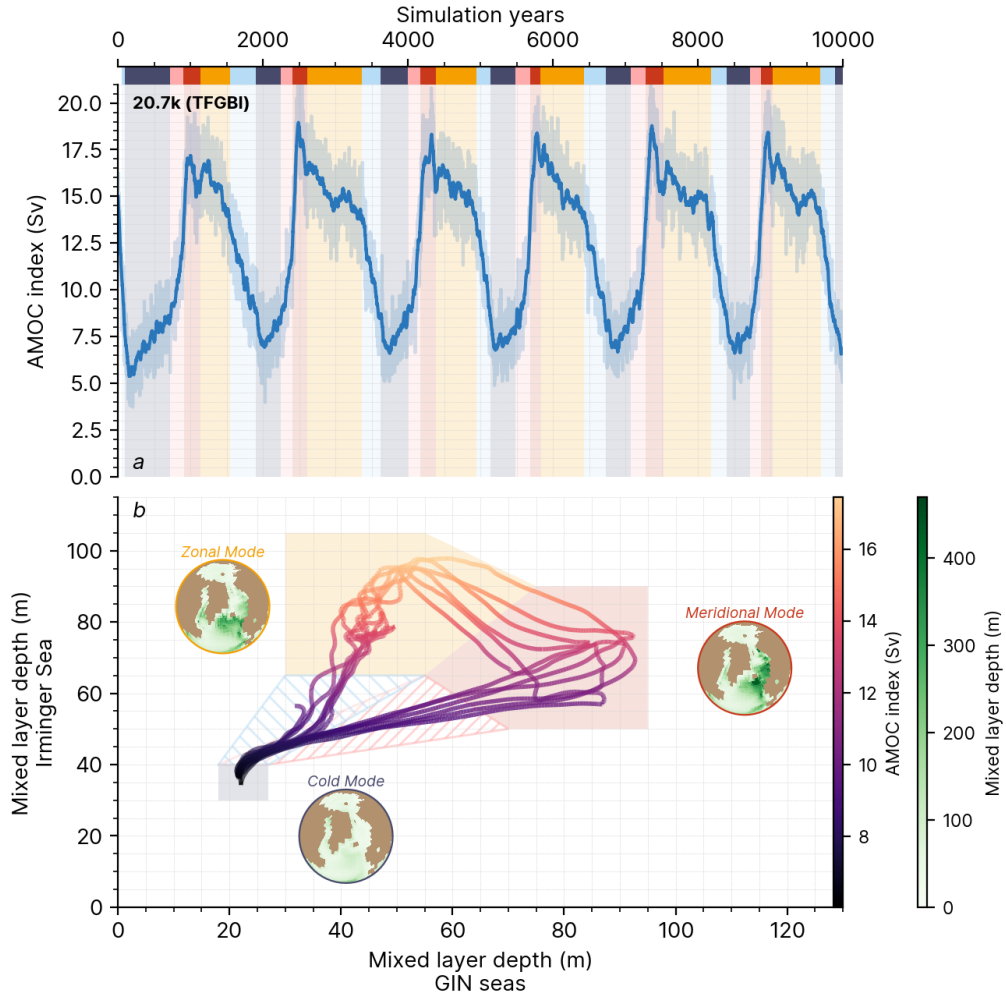 Simulation years
0 2000 4000 6000 8000 10000
20.7k (TFGBI)
AMOC index (Sv)
20.0
17.5
15.0
12.5
10.0
7.5
5.0
2.5
0.0
a
b
Mixed layer depth (m)
Irminger Sea
100
80
60
40
20
0
Zonal Mode
Meridional Mode
Cold Mode
0 20 40 60 80 100 120
Mixed layer depth (m)
GIN seas
16
14
12
10
8
AMOC index (Sv)
400
300
200
100
0
Mixed layer depth (m)